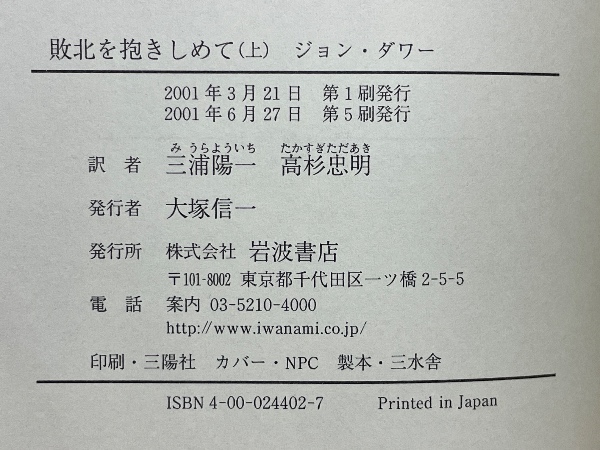 敗北を抱きしめて（上） ジョン・ダワー
2001年3月21日 第1刷発行
2001年6月27日 第5刷発行
み うらよういち たかすぎただあき
訳 者 三浦陽一 高杉忠明
発行者 大塚信一
発行所 株式会社 岩波書店
〒101-8002 東京都千代田区一ツ橋2-5-5
電 話 案内 03-5210-4000
http://www.iwanami.co.jp/
印刷・三陽社 カバー・NPC 製本・三水舎
ISBN 4-00-024402-7 Printed in Japan